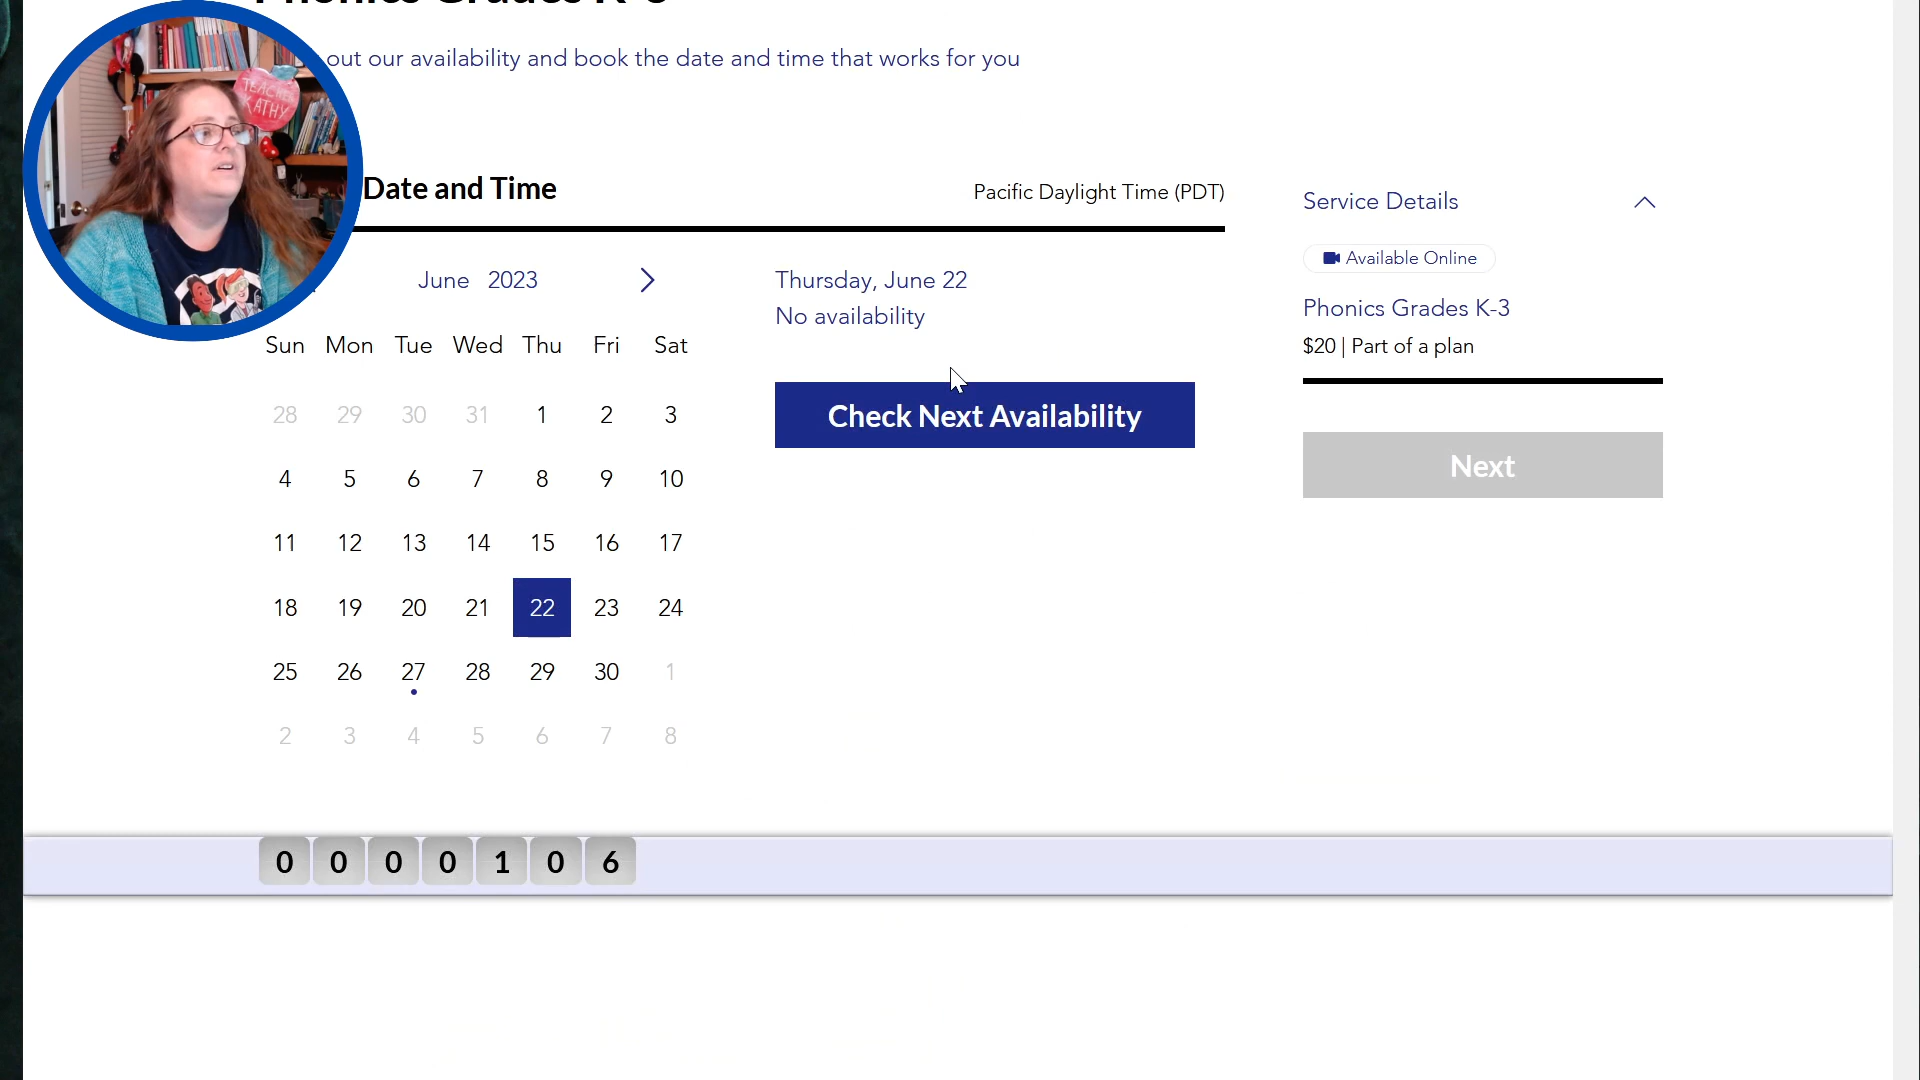 Phonics Grades K-3
out our availability and book the date and time that works for you
TEACHER
KATHY
Date and Time
Pacific Daylight Time (PDT)
June 2023
Sun Mon Tue Wed Thu Fri Sat
28 29 30 31 1 2 3
4 5 6 7 8 9 10
11 12 13 14 15 16 17
18 19 20 21 22 23 24
25 26 27 28 29 30 1
2 3 4 5 6 7 8
Thursday, June 22
No availability
Check Next Availability
Service Details
Available Online
Phonics Grades K-3
$20 | Part of a plan
Next
0 0 0 0 1 0 6